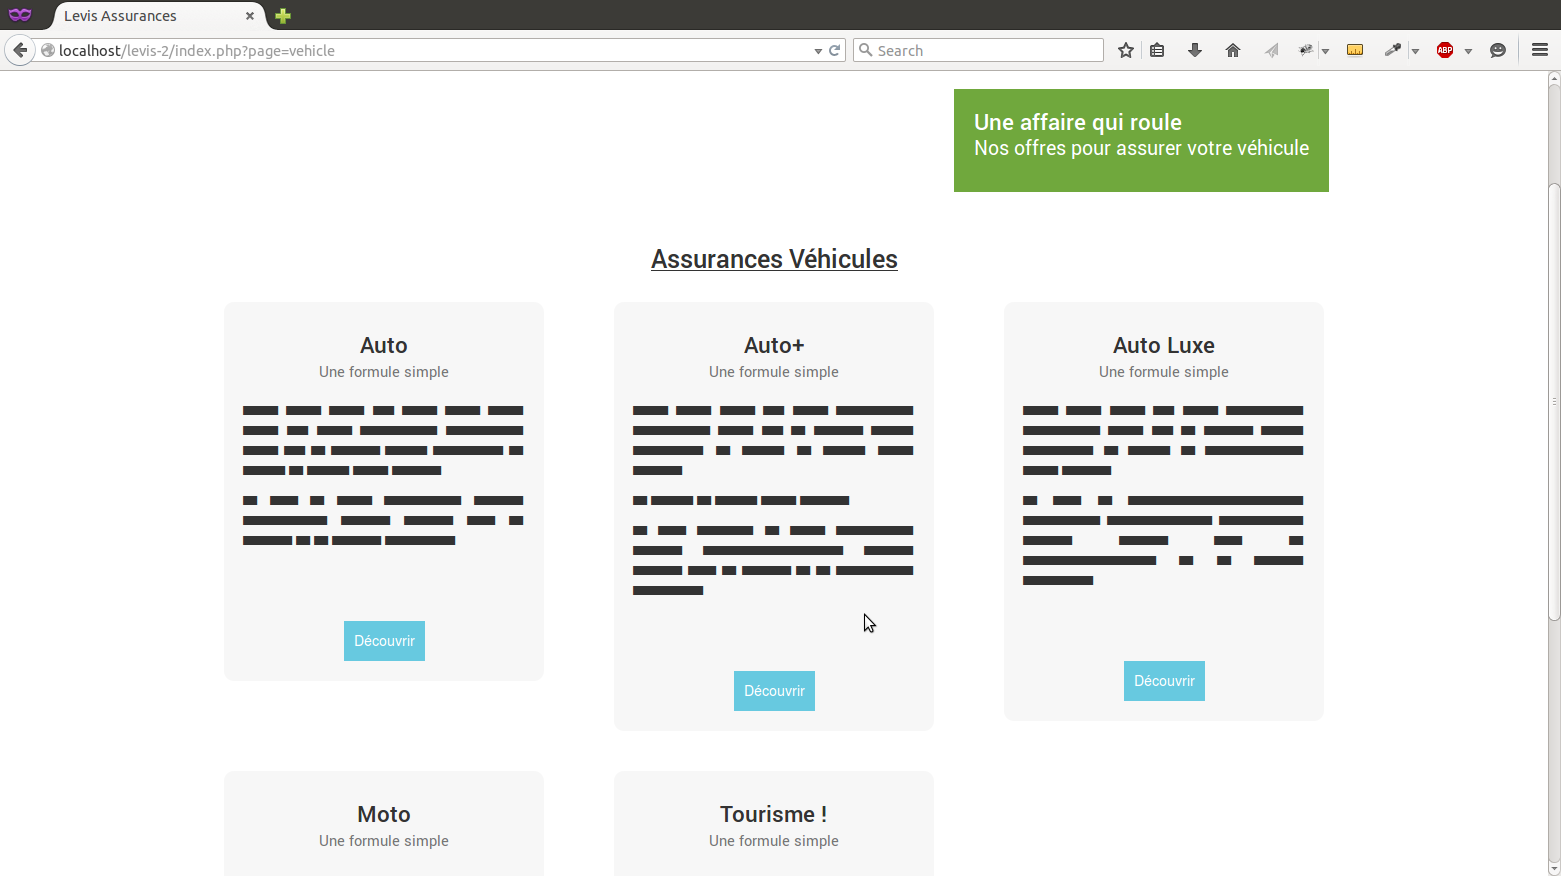 Levis Assurances
localhost/levis-2/index.php?page=vehicle
Search
ABP
Une affaire qui roule
Nos offres pour assurer votre véhicule
Assurances Véhicules
Auto
Une formule simple
Découvrir
Auto+
Une formule simple
Découvrir
Auto Luxe
Une formule simple
Découvrir
Moto
Une formule simple
Tourisme !
Une formule simple